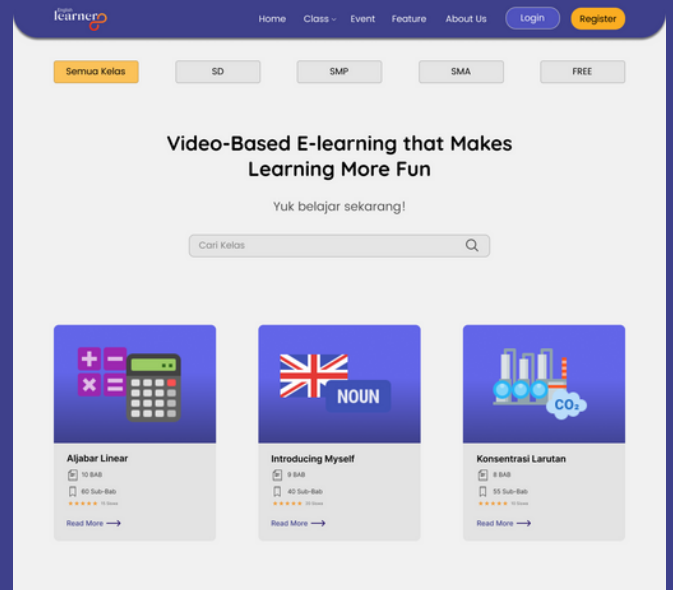 English
learnergo
Home Class Event Feature About Us Login Register
Semua Kelas SD SMP SMA FREE
Video-Based E-learning that Makes
Learning More Fun
Yuk belajar sekarang!
Cari Kelas
NOUN
CO₂
Aljabar Linear
10 BAB
60 Sub-Bab
Read More
Introducing Myself
9 BAB
40 Sub-Bab
Read More
Konsentrasi Larutan
8 BAB
55 Sub-Bab
Read More